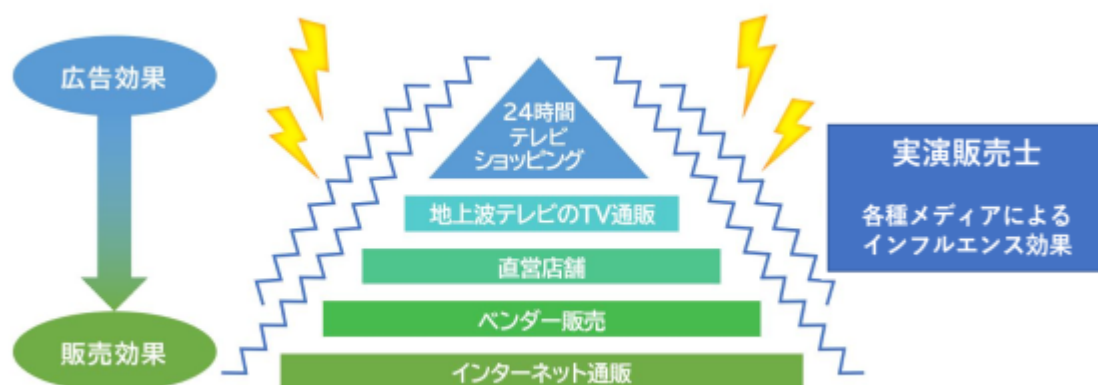 広告効果
販売効果
24時間
テレビ
ショッピング
地上波テレビのTV通販
直営店舗
ベンダー販売
インターネット通販
実演販売士
各種メディアによる
インフルエンス効果